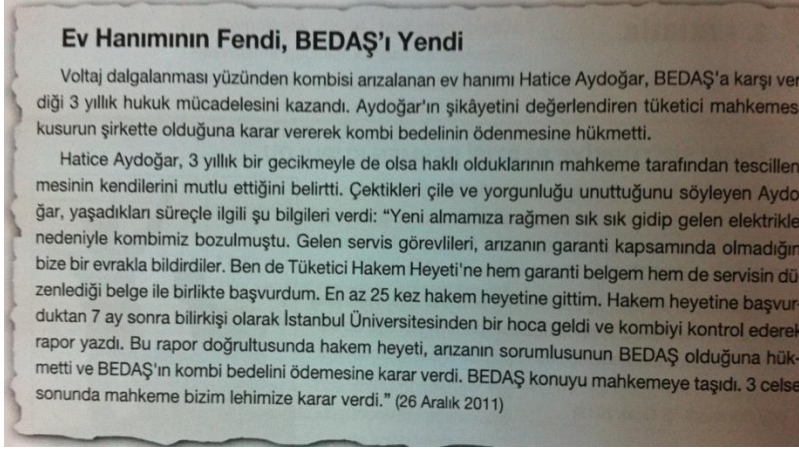 Ev Hanımının Fendi, BEDAŞ'ı Yendi
Voltaj dalgalanması yüzünden kombisi arızalanan ev hanımı Hatice Aydoğar, BEDAŞ'a karşı ver
diği 3 yıllık hukuk mücadelesini kazandı. Aydoğar'ın şikâyetini değerlendiren tüketici mahkemes
kusurun şirkette olduğuna karar vererek kombi bedelinin ödenmesine hükmetti.
Hatice Aydoğar, 3 yıllık bir gecikmeyle de olsa haklı olduklarının mahkeme tarafından tescillen
mesinin kendilerini mutlu ettiğini belirtti. Çektikleri çile ve yorgunluğu unuttuğunu söyleyen Aydo
ğar, yaşadıkları süreçle ilgili şu bilgileri verdi: “Yeni almamıza rağmen sık sık gidip gelen elektrikle
nedeniyle kombimiz bozulmuştu. Gelen servis görevlileri, arızanın garanti kapsamında olmadığın
bize bir evrakla bildirdiler. Ben de Tüketici Hakem Heyeti'ne hem garanti belgem hem de servisin dü
zenlediği belge ile birlikte başvurdum. En az 25 kez hakem heyetine gittim. Hakem heyetine başvur-
duktan 7 ay sonra bilirkişi olarak İstanbul Üniversitesinden bir hoca geldi ve kombiyi kontrol ederek
rapor yazdı. Bu rapor doğrultusunda hakem heyeti, arızanın sorumlusunun BEDAŞ olduğuna hük-
metti ve BEDAŞ'ın kombi bedelini ödemesine karar verdi. BEDAŞ konuyu mahkemeye taşıdı. 3 celse
sonunda mahkeme bizim lehimize karar verdi.” (26 Aralık 2011)